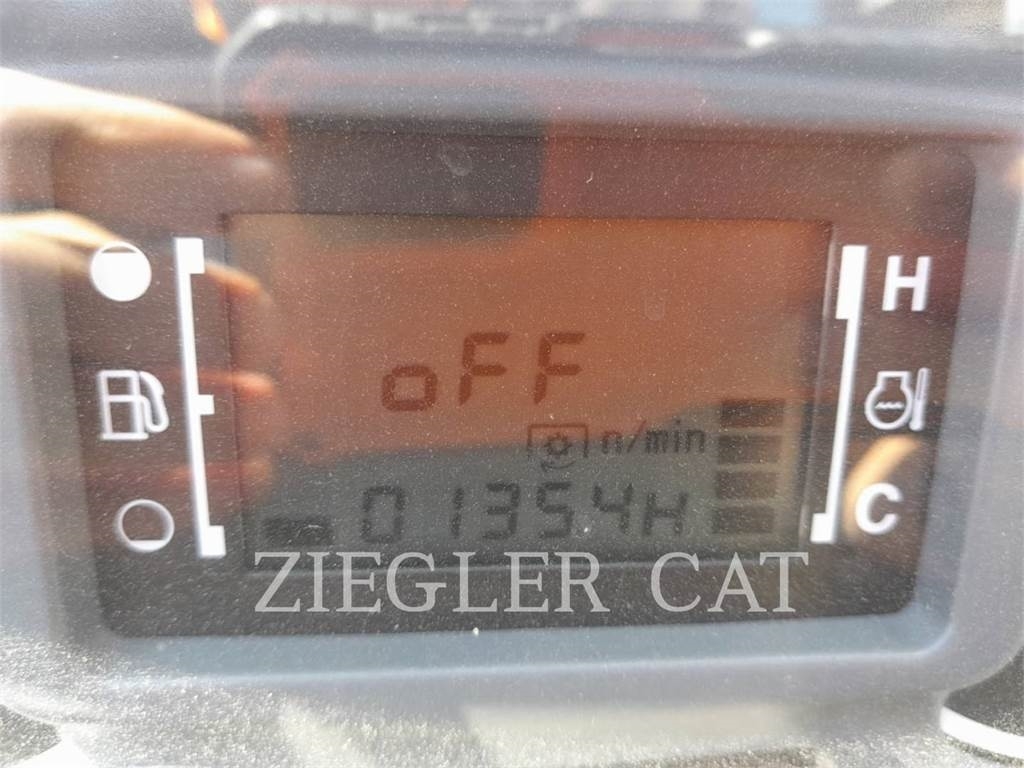 H
oFF
n/min
01354H
C
ZIEGLER CAT